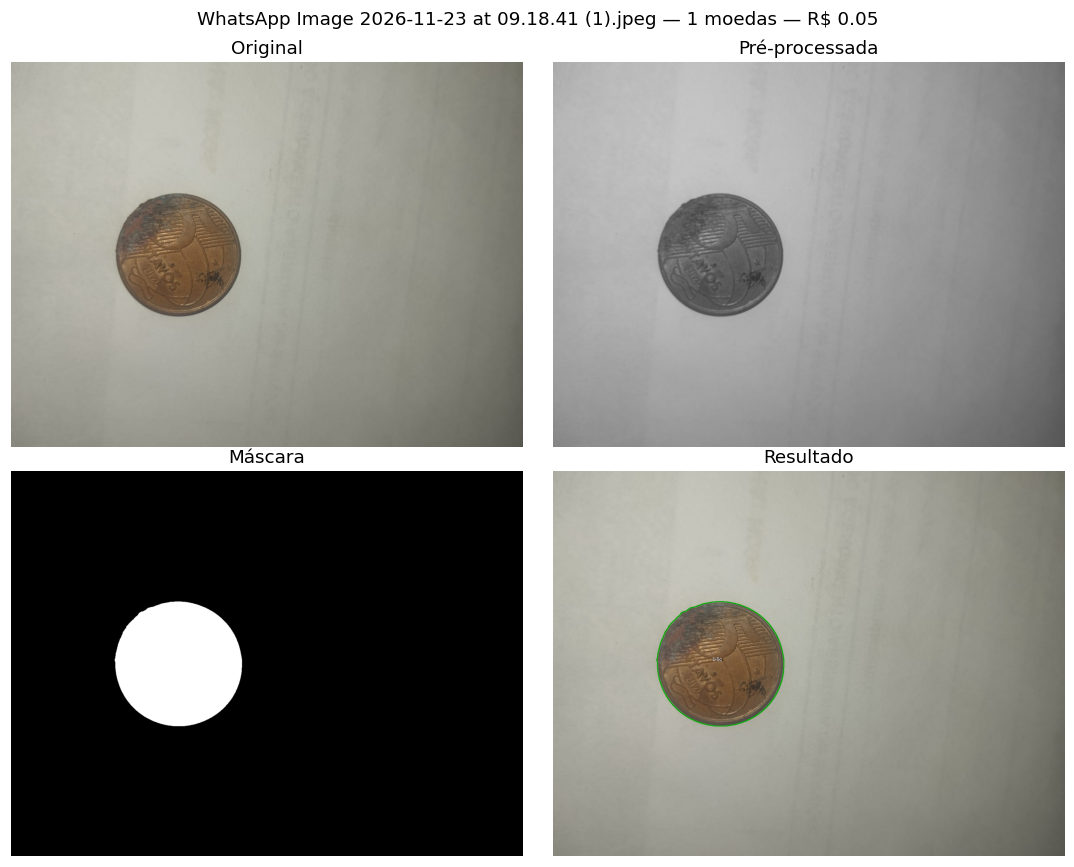 WhatsApp Image 2026-11-23 at 09.18.41 (1).jpeg — 1 moedas — R$ 0.05
Original
Pré-processada
Máscara
Resultado